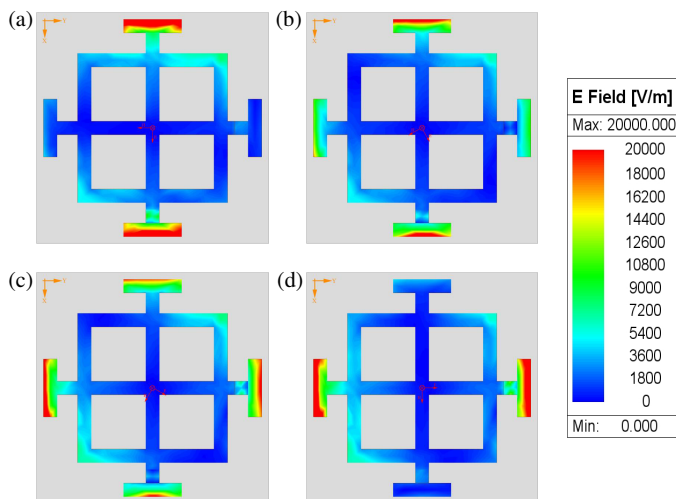 (a)
(b)
(c)
(d)
Y
X
Y
X
Y
X
Y
X
E Field [V/m]
Max: 20000.000
20000
18000
16200
14400
12600
10800
9000
7200
5400
3600
1800
0
Min: 0.000